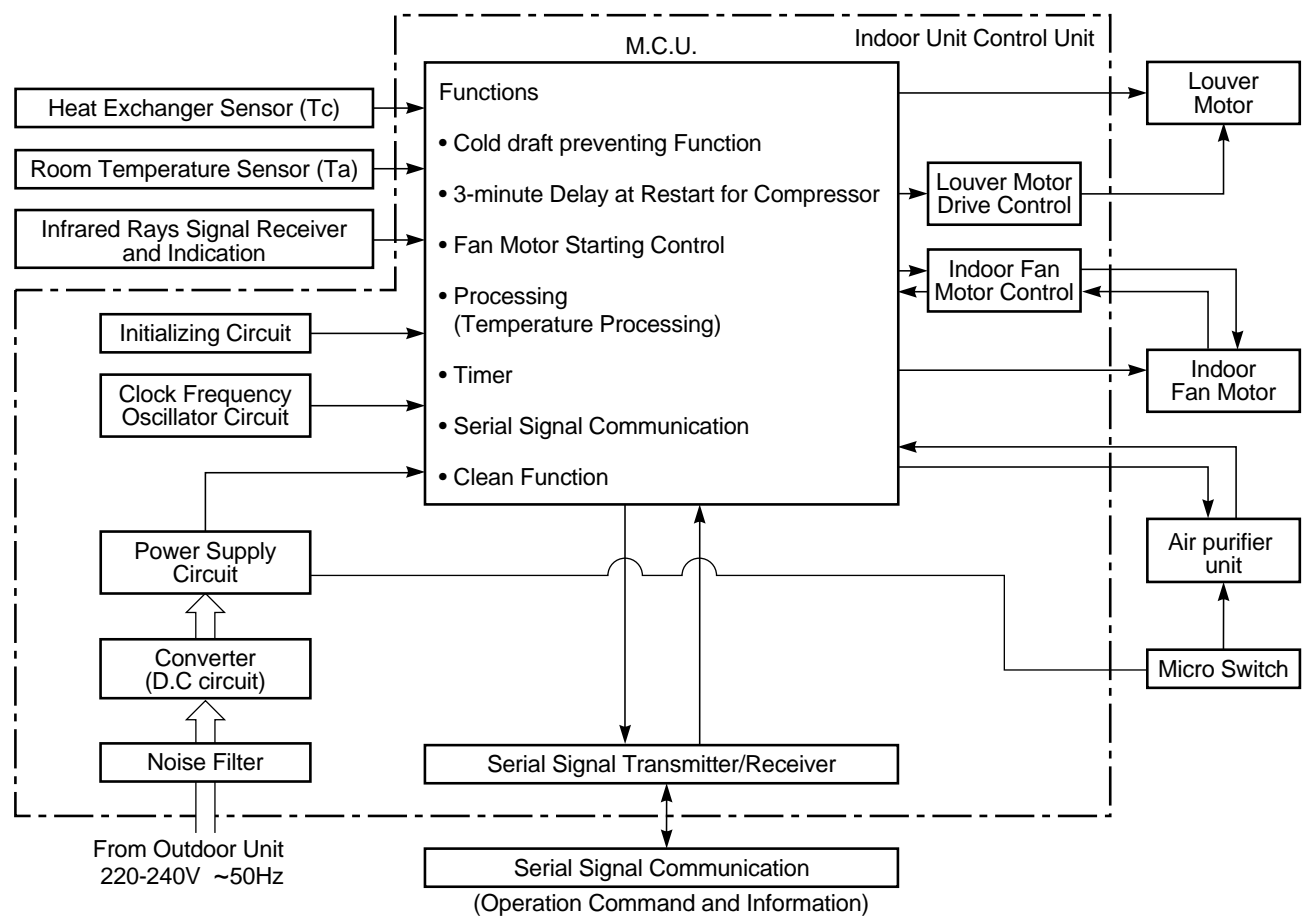 Indoor Unit Control Unit
M.C.U.
Functions
• Cold draft preventing Function
• 3-minute Delay at Restart for Compressor
• Fan Motor Starting Control
• Processing
(Temperature Processing)
• Timer
• Serial Signal Communication
• Clean Function
Heat Exchanger Sensor (Tc)
Room Temperature Sensor (Ta)
Infrared Rays Signal Receiver
and Indication
Initializing Circuit
Clock Frequency
Oscillator Circuit
Power Supply
Circuit
Converter
(D.C circuit)
Noise Filter
From Outdoor Unit
220-240V ~50Hz
Louver
Motor
Louver Motor
Drive Control
Indoor Fan
Motor Control
Indoor
Fan Motor
Air purifier
unit
Micro Switch
Serial Signal Transmitter/Receiver
Serial Signal Communication
(Operation Command and Information)